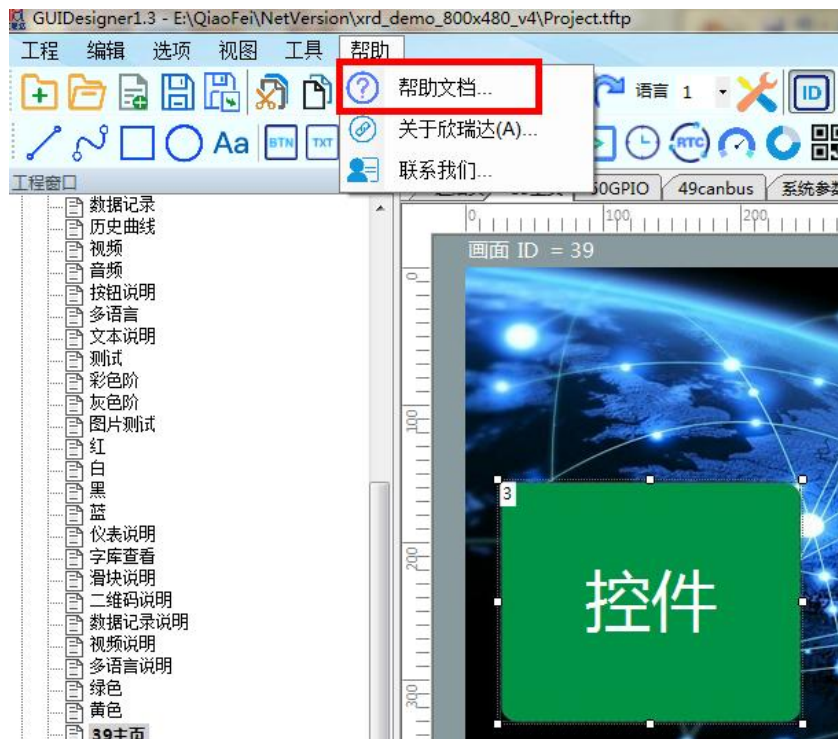 GUIDesigner1.3 - E:\QiaoFei\NetVersion\xrd_demo_800x480_v4\Project.tftp
工程 编辑 选项 视图 工具 帮助
帮助文档...
关于欣瑞达(A)...
联系我们...
语言 1
ID
Aa BTN TXT
RTC
工程窗口
50GPIO 49canbus
数据记录
历史曲线
视频
音频
按钮说明
多语言
文本说明
测试
彩色阶
灰色阶
图片测试
红
白
黑
蓝
仪表说明
字库查看
滑块说明
二维码说明
数据记录说明
视频说明
多语言说明
绿色
黄色
39主页
0 100 200
画面 ID = 39
0
100
200
300
3
控件